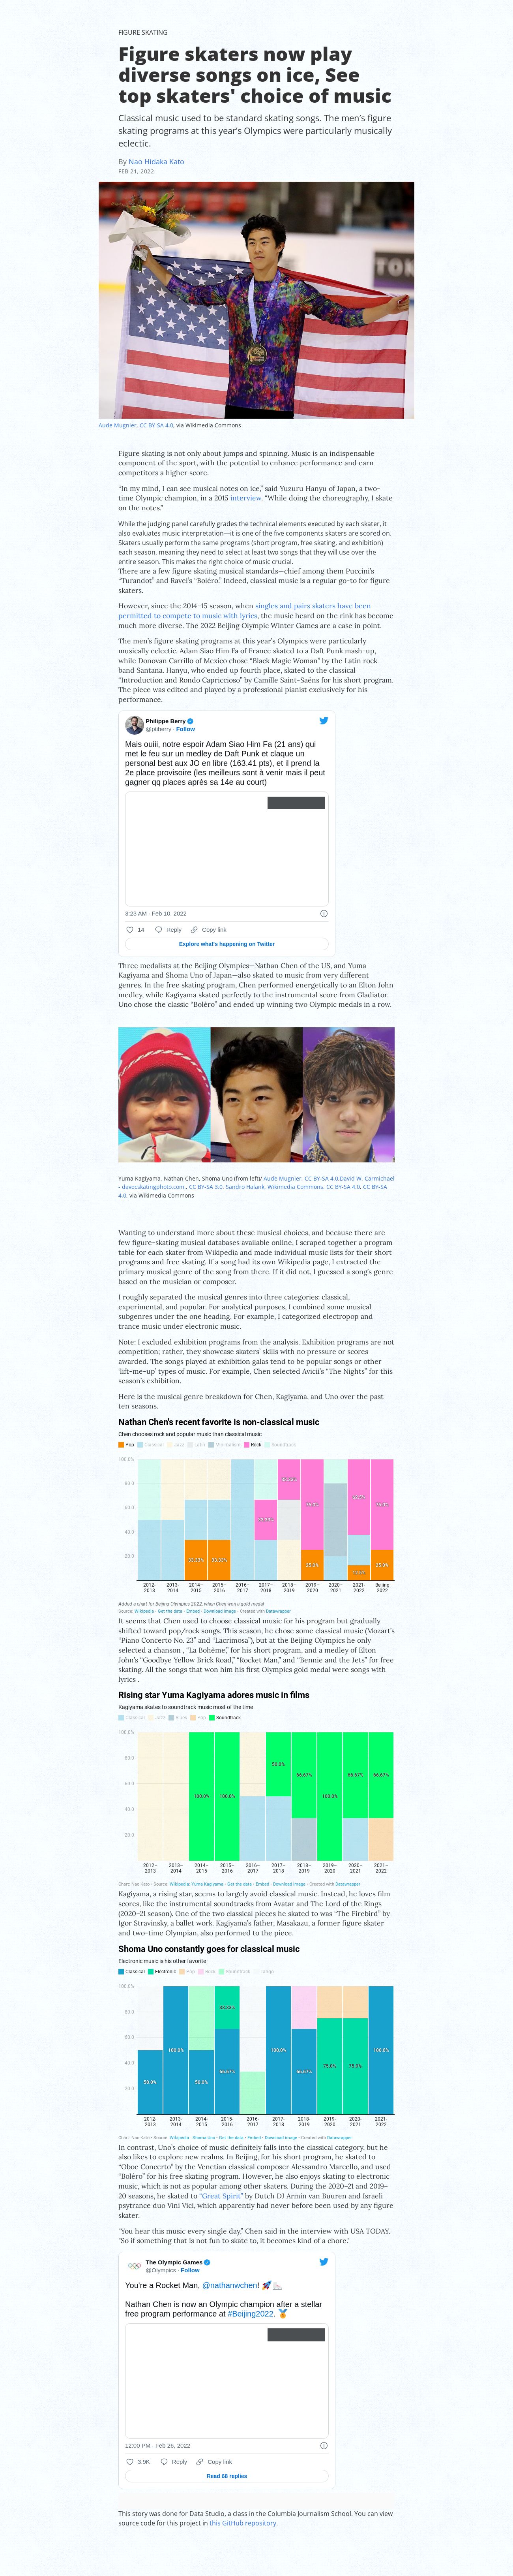 FIGURE SKATING
Figure skaters now play
diverse songs on ice, See
top skaters' choice of music
Classical music used to be standard skating songs. The men's figure
skating programs at this year's Olympics were particularly musically
eclectic.
By Nao Hidaka Kato
FEB 21, 2022
Aude Mugnier, CC BY-SA 4.0, via Wikimedia Commons
Figure skating is not only about jumps and spinning. Music is an indispensable
component of the sport, with the potential to enhance performance and earn
competitors a higher score.
"In my mind, I can see musical notes on ice," said Yuzuru Hanyu of Japan, a two-
time Olympic champion, in a 2015 interview. "While doing the choreography, I skate
on the notes."
While the judging panel carefully grades the technical elements executed by each skater, it
also evaluates music interpretation—it is one of the five components skaters are scored on.
Skaters usually perform the same programs (short program, free skating, and exhibition)
each season, meaning they need to select at least two songs that they will use over the
entire season. This makes the right choice of music crucial.
There are a few figure skating musical standards—chief among them Puccini's
"Turandot" and Ravel's "Boléro." Indeed, classical music is a regular go-to for figure
skaters.
However, since the 2014–15 season, when singles and pairs skaters have been
permitted to compete to music with lyrics, the music heard on the rink has become
much more diverse. The 2022 Beijing Olympic Winter Games are a case in point.
The men's figure skating programs at this year's Olympics were particularly
musically eclectic. Adam Siao Him Fa of France skated to a Daft Punk mash-up,
while Donovan Carrillo of Mexico chose "Black Magic Woman" by the Latin rock
band Santana. Hanyu, who ended up fourth place, skated to the classical
"Introduction and Rondo Capriccioso" by Camille Saint-Saëns for his short program.
The piece was edited and played by a professional pianist exclusively for his
performance.
Philippe Berry
@ptiberry · Follow
Mais ouiii, notre espoir Adam Siao Him Fa (21 ans) qui
met le feu sur un medley de Daft Punk et claque un
personal best aux JO en libre (163.41 pts), et il prend la
2e place provisoire (les meilleurs sont à venir mais il peut
gagner qq places après sa 14e au court)
3:23 AM · Feb 10, 2022
14 Reply Copy link
Explore what's happening on Twitter
Three medalists at the Beijing Olympics—Nathan Chen of the US, and Yuma
Kagiyama and Shoma Uno of Japan—also skated to music from very different
genres. In the free skating program, Chen performed energetically to an Elton John
medley, while Kagiyama skated perfectly to the instrumental score from Gladiator.
Uno chose the classic "Boléro" and ended up winning two Olympic medals in a row.
Yuma Kagiyama, Nathan Chen, Shoma Uno (from left)/ Aude Mugnier, CC BY-SA 4.0,David W. Carmichael
- davecskatingphoto.com., CC BY-SA 3.0, Sandro Halank, Wikimedia Commons, CC BY-SA 4.0, CC BY-SA
4.0, via Wikimedia Commons
Wanting to understand more about these musical choices, and because there are
few figure-skating musical databases available online, I scraped together a program
table for each skater from Wikipedia and made individual music lists for their short
programs and free skating. If a song had its own Wikipedia page, I extracted the
primary musical genre of the song from there. If it did not, I guessed a song's genre
based on the musician or composer.
I roughly separated the musical genres into three categories: classical,
experimental, and popular. For analytical purposes, I combined some musical
subgenres under the one heading. For example, I categorized electropop and
trance music under electronic music.
Note: I excluded exhibition programs from the analysis. Exhibition programs are not
competition; rather, they showcase skaters' skills with no pressure or scores
awarded. The songs played at exhibition galas tend to be popular songs or other
'lift-me-up' types of music. For example, Chen selected Avicii's "The Nights" for this
season's exhibition.
Here is the musical genre breakdown for Chen, Kagiyama, and Uno over the past
ten seasons.
Nathan Chen's recent favorite is non-classical music
Chen chooses rock and popular music than classical music
Pop Classical Jazz Latin Minimalism Rock Soundtrack
100.0%
80.0
60.0
40.0
20.0
33.33% 33.33% 33.33% 33.33% 75.0% 25.0% 62.5% 12.5% 75.0% 25.0%
2012-2013 2013-2014 2014–2015 2015–2016 2016–2017 2017–2018 2018–2019 2019–2020 2020–2021 2021-2022 Beijing 2022
Added a chart for Beijing Olympics 2022, when Chen won a gold medal
Source: Wikipedia · Get the data · Embed · Download image · Created with Datawrapper
It seems that Chen used to choose classical music for his program but gradually
shifted toward pop/rock songs. This season, he chose some classical music (Mozart's
"Piano Concerto No. 23" and "Lacrimosa"), but at the Beijing Olympics he only
selected a chanson , "La Bohème," for his short program, and a medley of Elton
John's "Goodbye Yellow Brick Road," "Rocket Man," and "Bennie and the Jets" for free
skating. All the songs that won him his first Olympics gold medal were songs with
lyrics .
Rising star Yuma Kagiyama adores music in films
Kagiyama skates to soundtrack music most of the time
Classical Jazz Blues Pop Soundtrack
100.0%
80.0
60.0
40.0
20.0
100.0% 100.0% 50.0% 66.67% 100.0% 66.67% 66.67%
2012–2013 2013–2014 2014–2015 2015–2016 2016–2017 2017–2018 2018–2019 2019–2020 2020–2021 2021–2022
Chart: Nao Kato · Source: Wikipedia: Yuma Kagiyama · Get the data · Embed · Download image · Created with Datawrapper
Kagiyama, a rising star, seems to largely avoid classical music. Instead, he loves film
scores, like the instrumental soundtracks from Avatar and The Lord of the Rings
(2020–21 season). One of the two classical pieces he skated to was "The Firebird" by
Igor Stravinsky, a ballet work. Kagiyama's father, Masakazu, a former figure skater
and two-time Olympian, also performed to the piece.
Shoma Uno constantly goes for classical music
Electronic music is his other favorite
Classical Electronic Pop Rock Soundtrack Tango
100.0%
80.0
60.0
40.0
20.0
50.0% 100.0% 50.0% 33.33% 66.67% 100.0% 66.67% 75.0% 75.0% 100.0%
2012-2013 2013-2014 2014-2015 2015-2016 2016-2017 2017-2018 2018-2019 2019-2020 2020-2021 2021-2022
Chart: Nao Kato · Source: Wikipedia : Shoma Uno · Get the data · Embed · Download image · Created with Datawrapper
In contrast, Uno's choice of music definitely falls into the classical category, but he
also likes to explore new realms. In Beijing, for his short program, he skated to
"Oboe Concerto" by the Venetian classical composer Alessandro Marcello, and used
"Boléro" for his free skating program. However, he also enjoys skating to electronic
music, which is not as popular among other skaters. During the 2020–21 and 2019–
20 seasons, he skated to "Great Spirit" by Dutch DJ Armin van Buuren and Israeli
psytrance duo Vini Vici, which apparently had never before been used by any figure
skater.
"You hear this music every single day," Chen said in the interview with USA TODAY.
"So if something that is not fun to skate to, it becomes kind of a chore."
The Olympic Games
@Olympics · Follow
You're a Rocket Man, @nathanwchen! 🚀⛸️
Nathan Chen is now an Olympic champion after a stellar
free program performance at #Beijing2022. 🥇
12:00 PM · Feb 26, 2022
3.9K Reply Copy link
Read 68 replies
This story was done for Data Studio, a class in the Columbia Journalism School. You can view
source code for this project in this GitHub repository.